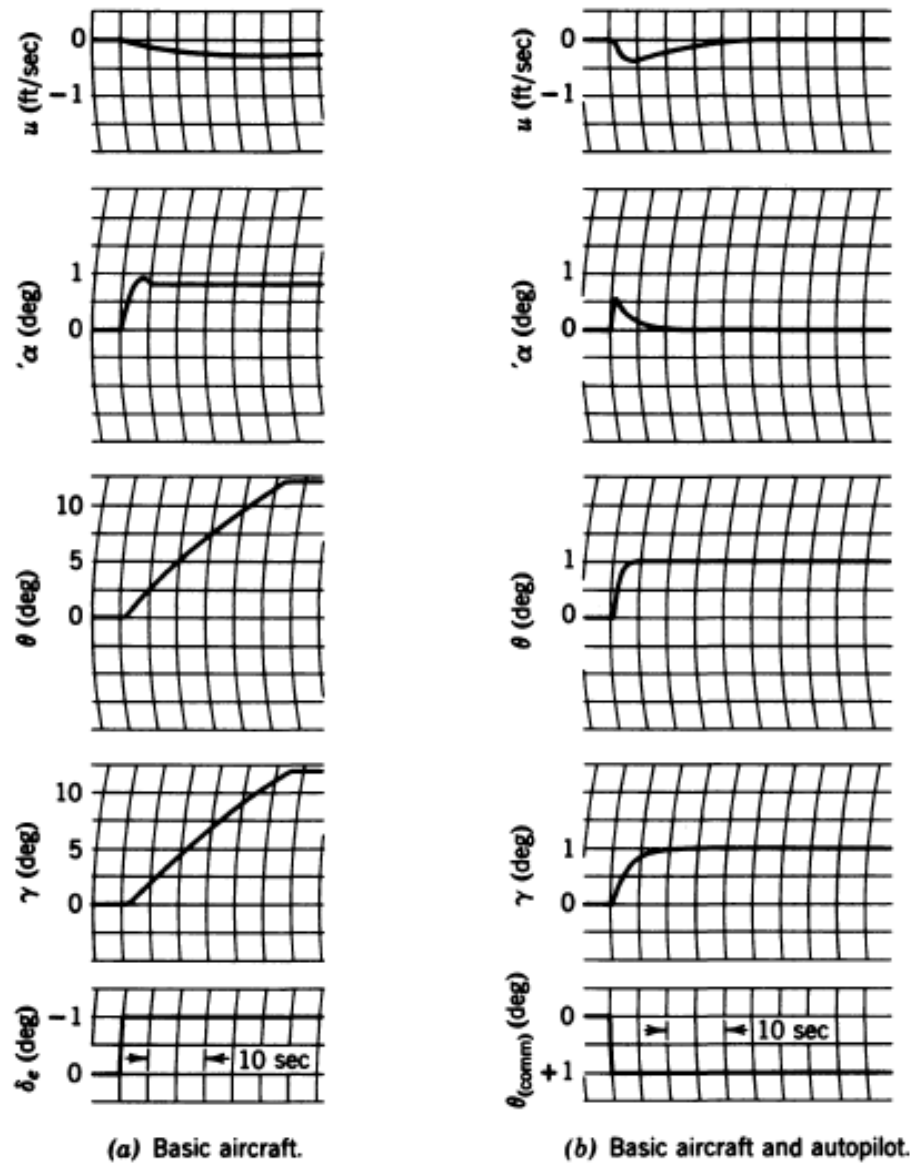 u (ft/sec)
0
−1
'α (deg)
1
0
θ (deg)
10
5
0
γ (deg)
10
5
0
δe (deg)
−1
0
10 sec
(a) Basic aircraft.
u (ft/sec)
0
−1
'α (deg)
1
0
θ (deg)
1
0
γ (deg)
1
0
θ(comm) (deg)
0
+1
10 sec
(b) Basic aircraft and autopilot.